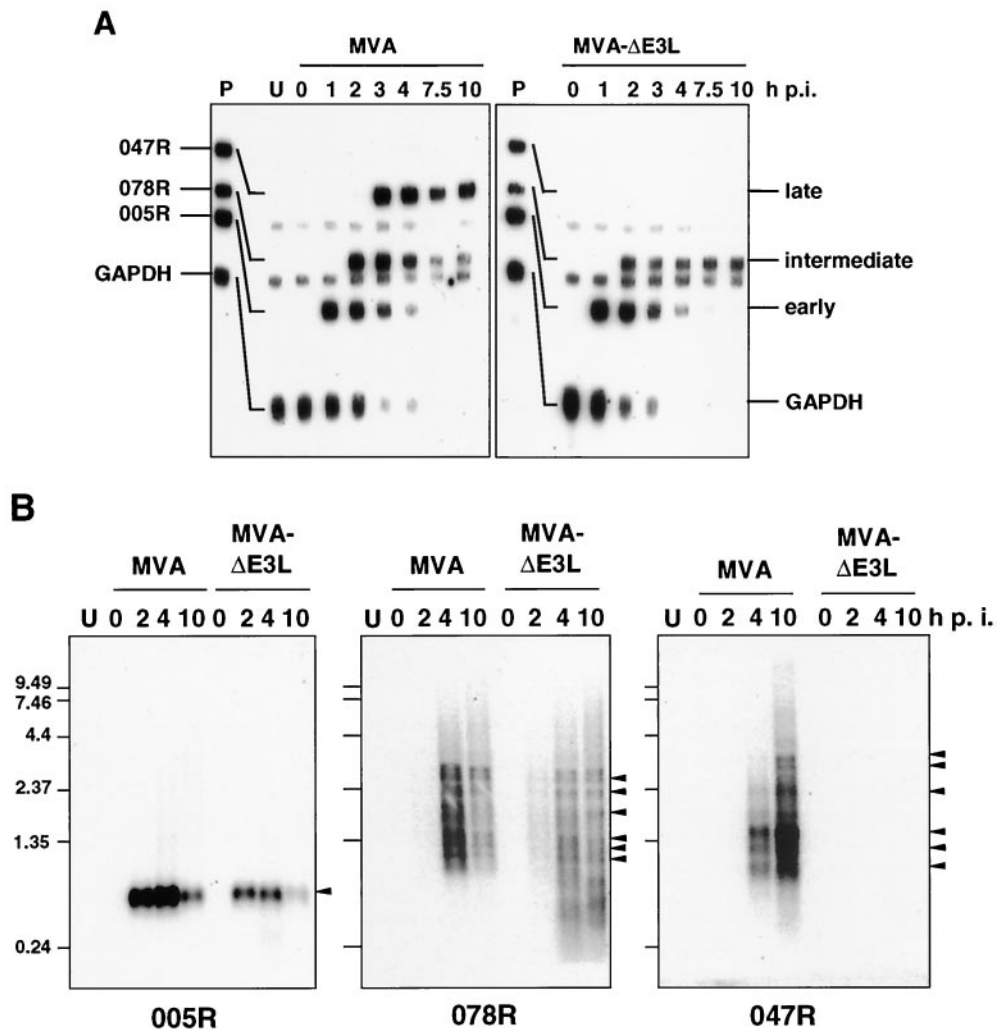 A
MVA
MVA-ΔE3L
P U 0 1 2 3 4 7.5 10
P 0 1 2 3 4 7.5 10 h p.i.
047R
078R
005R
GAPDH
late
intermediate
early
GAPDH
B
MVA
MVA-
ΔE3L
MVA
MVA-
ΔE3L
MVA
MVA-
ΔE3L
U 0 2 4 10 0 2 4 10
U 0 2 4 10 0 2 4 10
U 0 2 4 10 0 2 4 10 h p. i.
9.49
7.46
4.4
2.37
1.35
0.24
005R
078R
047R